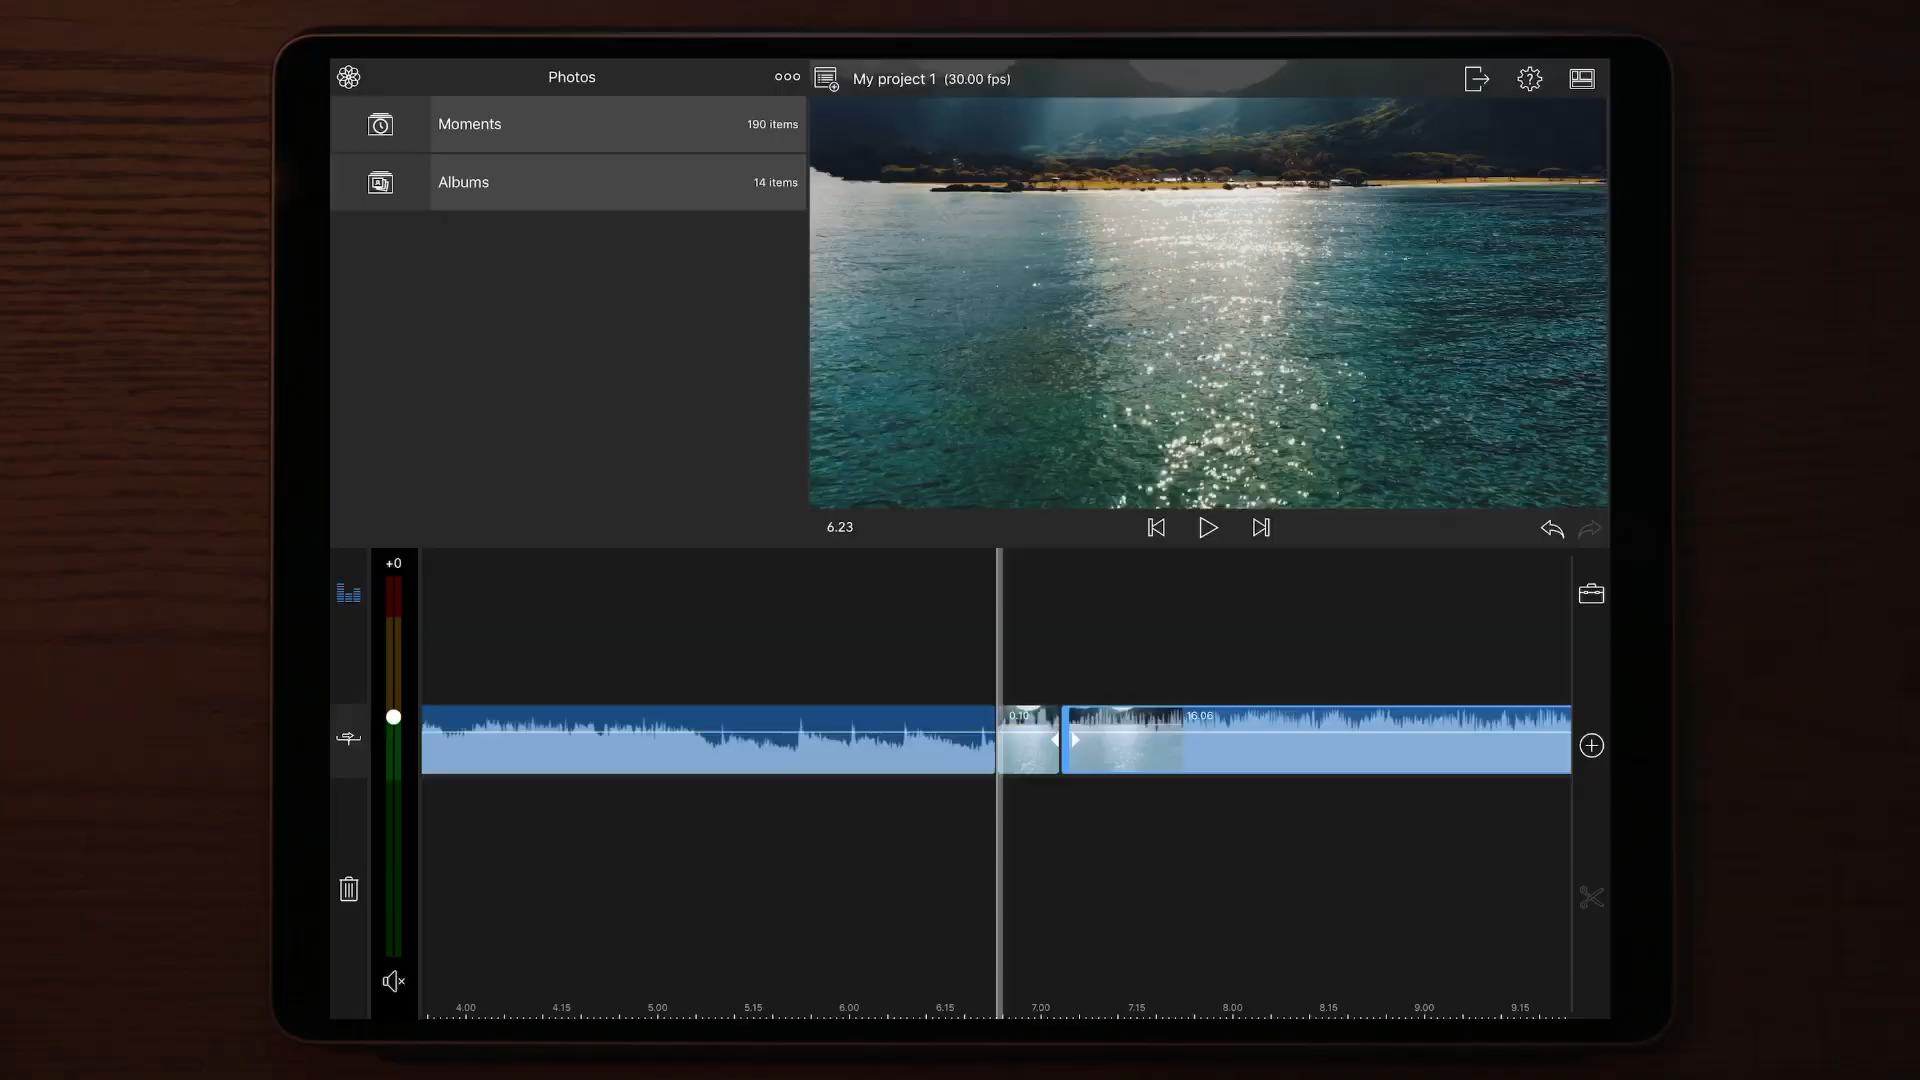 Photos
My project 1 (30.00 fps)
Moments
190 items
Albums
14 items
6.23
+0
0.10
16.06
4.00
4.15
5.00
5.15
6.00
6.15
7.00
7.15
8.00
8.15
9.00
9.15